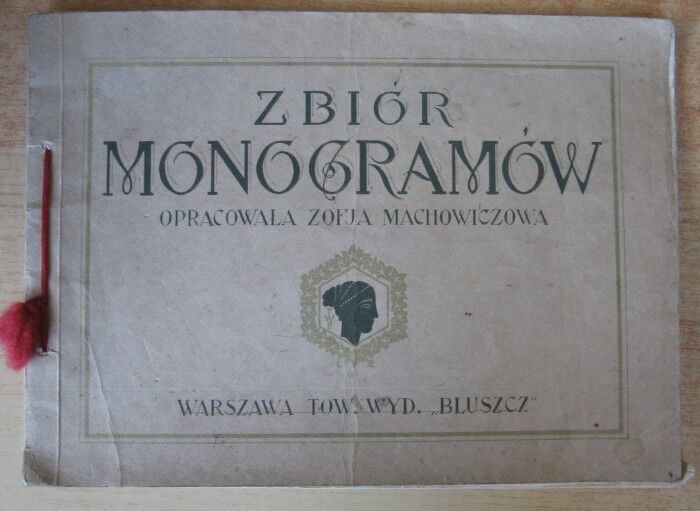 ZBIÓR
MONOGRAMÓW
OPRACOWAŁA ZOFJA MACHOWICZOWA
WARSZAWA TOW. WYD. „BLUSZCZ"